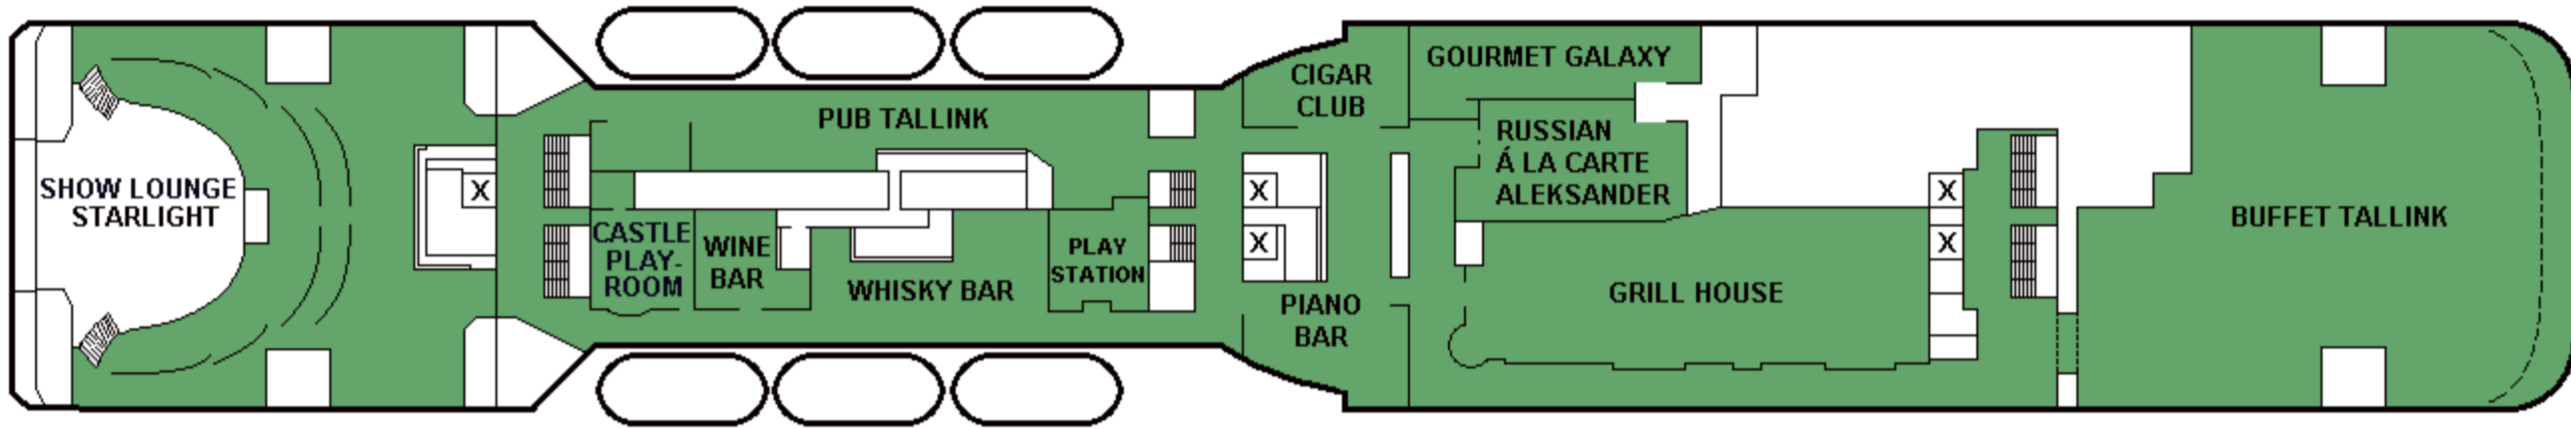 SHOW LOUNGE
STARLIGHT
X
PUB TALLINK
CASTLE
PLAY-
ROOM
WINE
BAR
WHISKY BAR
PLAY
STATION
CIGAR
CLUB
X
X
PIANO
BAR
GOURMET GALAXY
RUSSIAN
Á LA CARTE
ALEKSANDER
GRILL HOUSE
X
X
BUFFET TALLINK